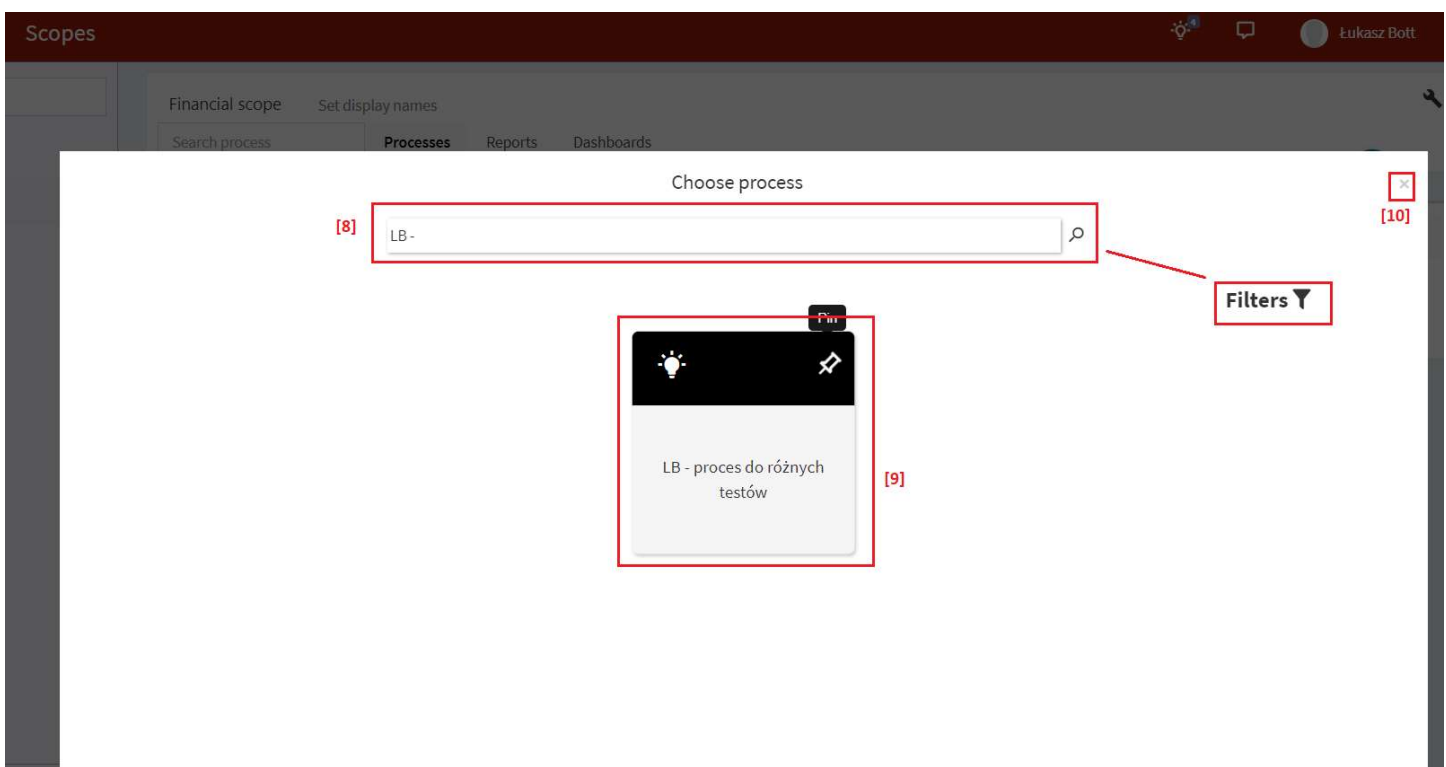 Scopes
4
Łukasz Bott
Financial scope Set display names
Search process Processes Reports Dashboards
Choose process
[10]
[8] LB -
Filters
Pin
LB - proces do różnych
testów
[9]